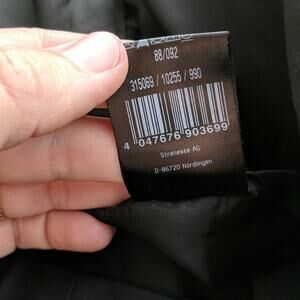 88/092
315069 / 10255 / 990
4 047676 903699
Strenesse AG
D-86720 Nördlingen